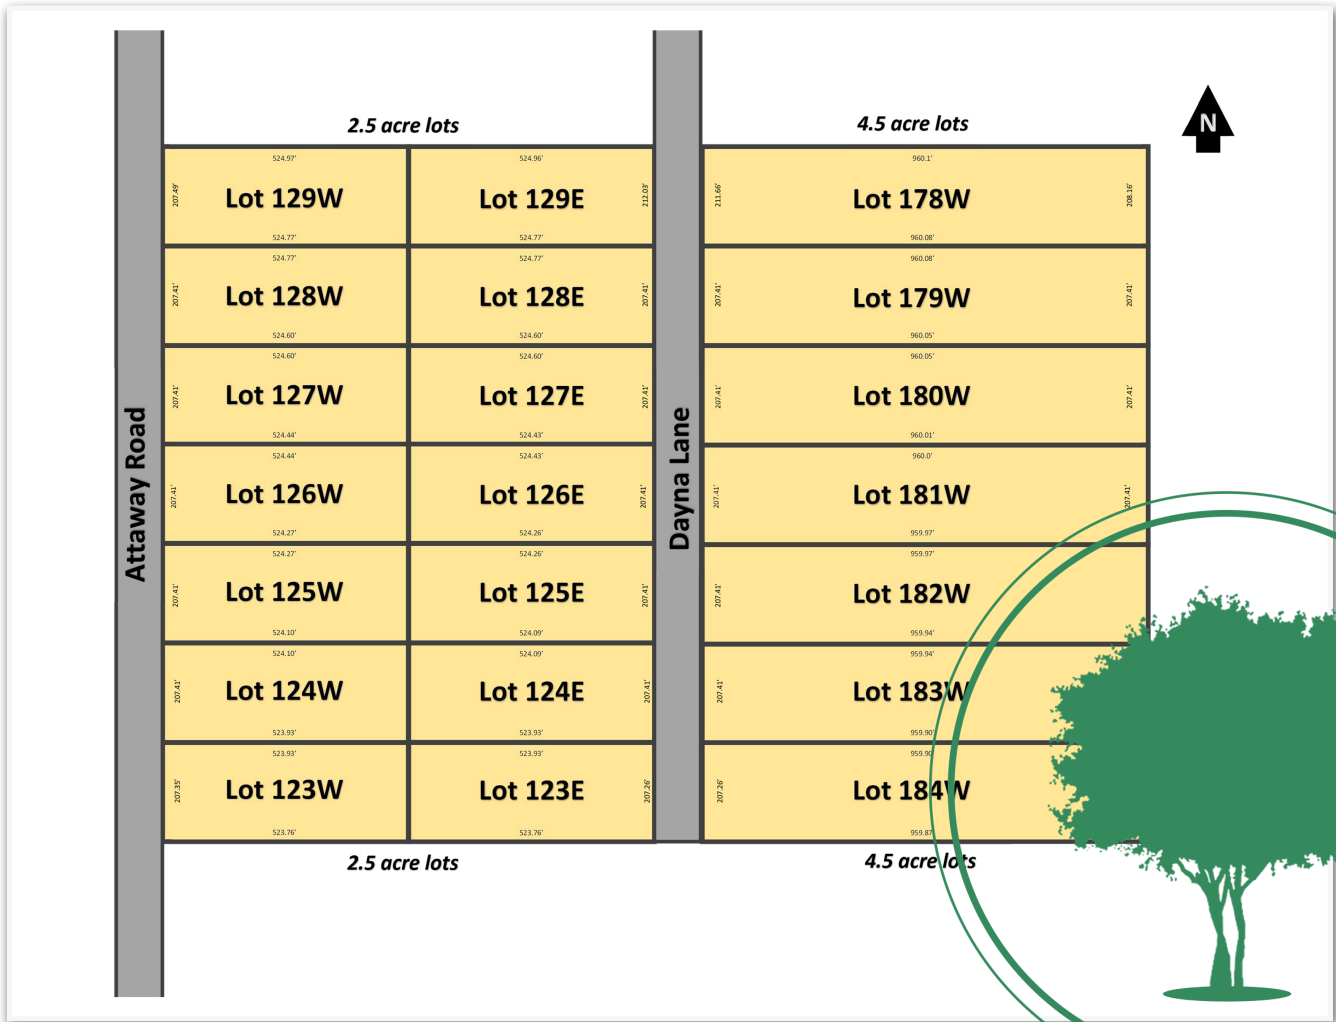 2.5 acre lots
4.5 acre lots
N
524.97'
207.49'
Lot 129W
524.77'
524.96'
Lot 129E
212.03'
524.77'
960.1'
211.66'
Lot 178W
208.16'
960.08'
524.77'
207.41'
Lot 128W
524.60'
524.77'
Lot 128E
207.41'
524.60'
960.08'
207.41'
Lot 179W
207.41'
960.05'
524.60'
207.41'
Lot 127W
524.44'
524.60'
Lot 127E
207.41'
524.43'
960.05'
207.41'
Lot 180W
207.41'
960.01'
Attaway Road
Dayna Lane
524.44'
207.41'
Lot 126W
524.27'
524.43'
Lot 126E
207.41'
524.26'
960.0'
207.41'
Lot 181W
207.41'
959.97'
524.27'
207.41'
Lot 125W
524.10'
524.26'
Lot 125E
207.41'
524.09'
959.97'
207.41'
Lot 182W
959.94'
524.10'
207.41'
Lot 124W
523.93'
524.09'
Lot 124E
207.41'
523.93'
959.94'
207.41'
Lot 183W
959.90'
523.93'
207.35'
Lot 123W
523.76'
523.93'
Lot 123E
207.26'
523.76'
959.90'
207.26'
Lot 184W
959.87'
2.5 acre lots
4.5 acre lots